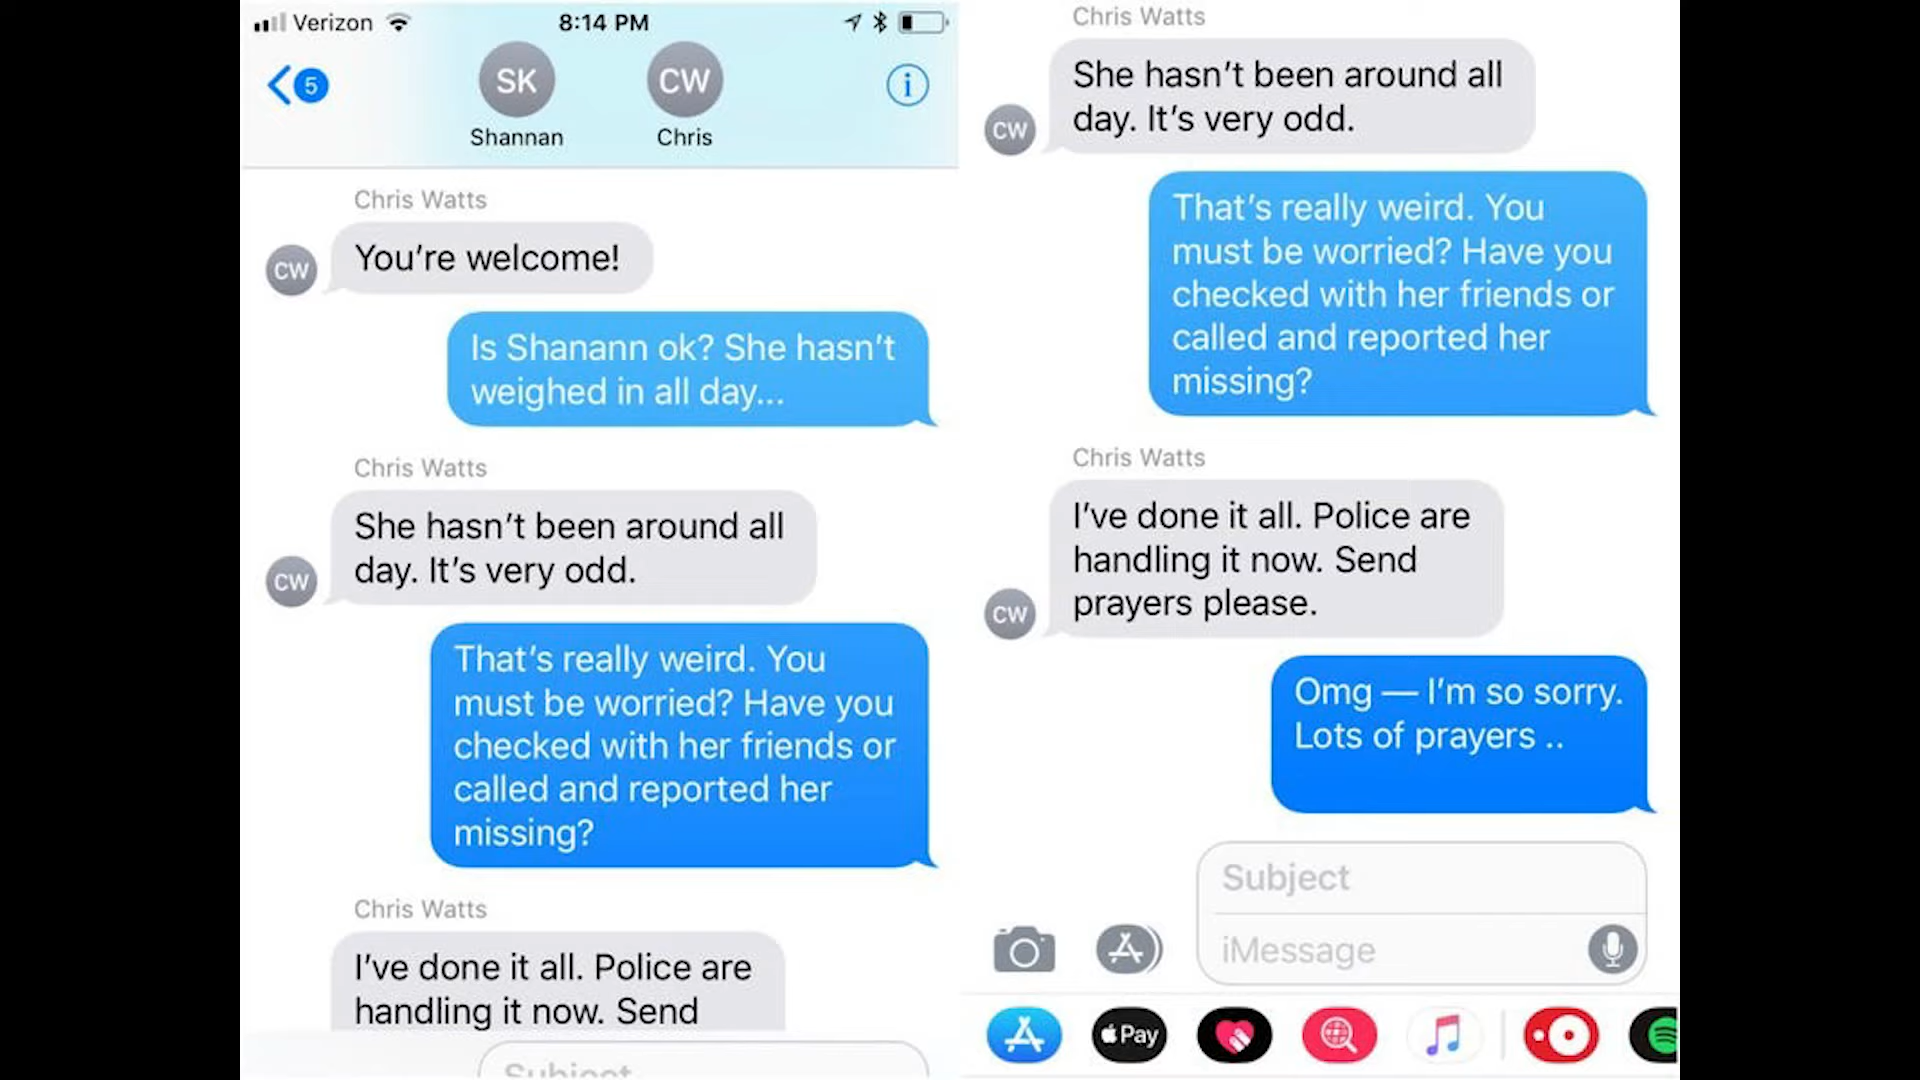 Verizon
8:14 PM
5
SK
CW
i
Shannan
Chris
Chris Watts
You're welcome!
CW
Is Shanann ok? She hasn't
weighed in all day...
Chris Watts
She hasn't been around all
day. It's very odd.
CW
That's really weird. You
must be worried? Have you
checked with her friends or
called and reported her
missing?
Chris Watts
I've done it all. Police are
handling it now. Send
Subject
Chris Watts
She hasn't been around all
day. It's very odd.
CW
That's really weird. You
must be worried? Have you
checked with her friends or
called and reported her
missing?
Chris Watts
I've done it all. Police are
handling it now. Send
prayers please.
CW
Omg — I'm so sorry.
Lots of prayers ..
Subject
iMessage
Pay